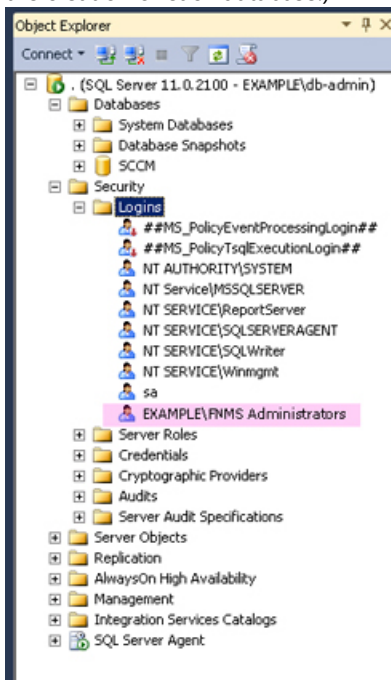 Object Explorer
Connect
. (SQL Server 11.0.2100 - EXAMPLE\db-admin)
Databases
System Databases
Database Snapshots
SCCM
Security
Logins
##MS_PolicyEventProcessingLogin##
##MS_PolicyTsqlExecutionLogin##
NT AUTHORITY\SYSTEM
NT Service\MSSQLSERVER
NT SERVICE\ReportServer
NT SERVICE\SQLSERVERAGENT
NT SERVICE\SQLWriter
NT SERVICE\Winmgmt
sa
EXAMPLE\FNMS Administrators
Server Roles
Credentials
Cryptographic Providers
Audits
Server Audit Specifications
Server Objects
Replication
AlwaysOn High Availability
Management
Integration Services Catalogs
SQL Server Agent